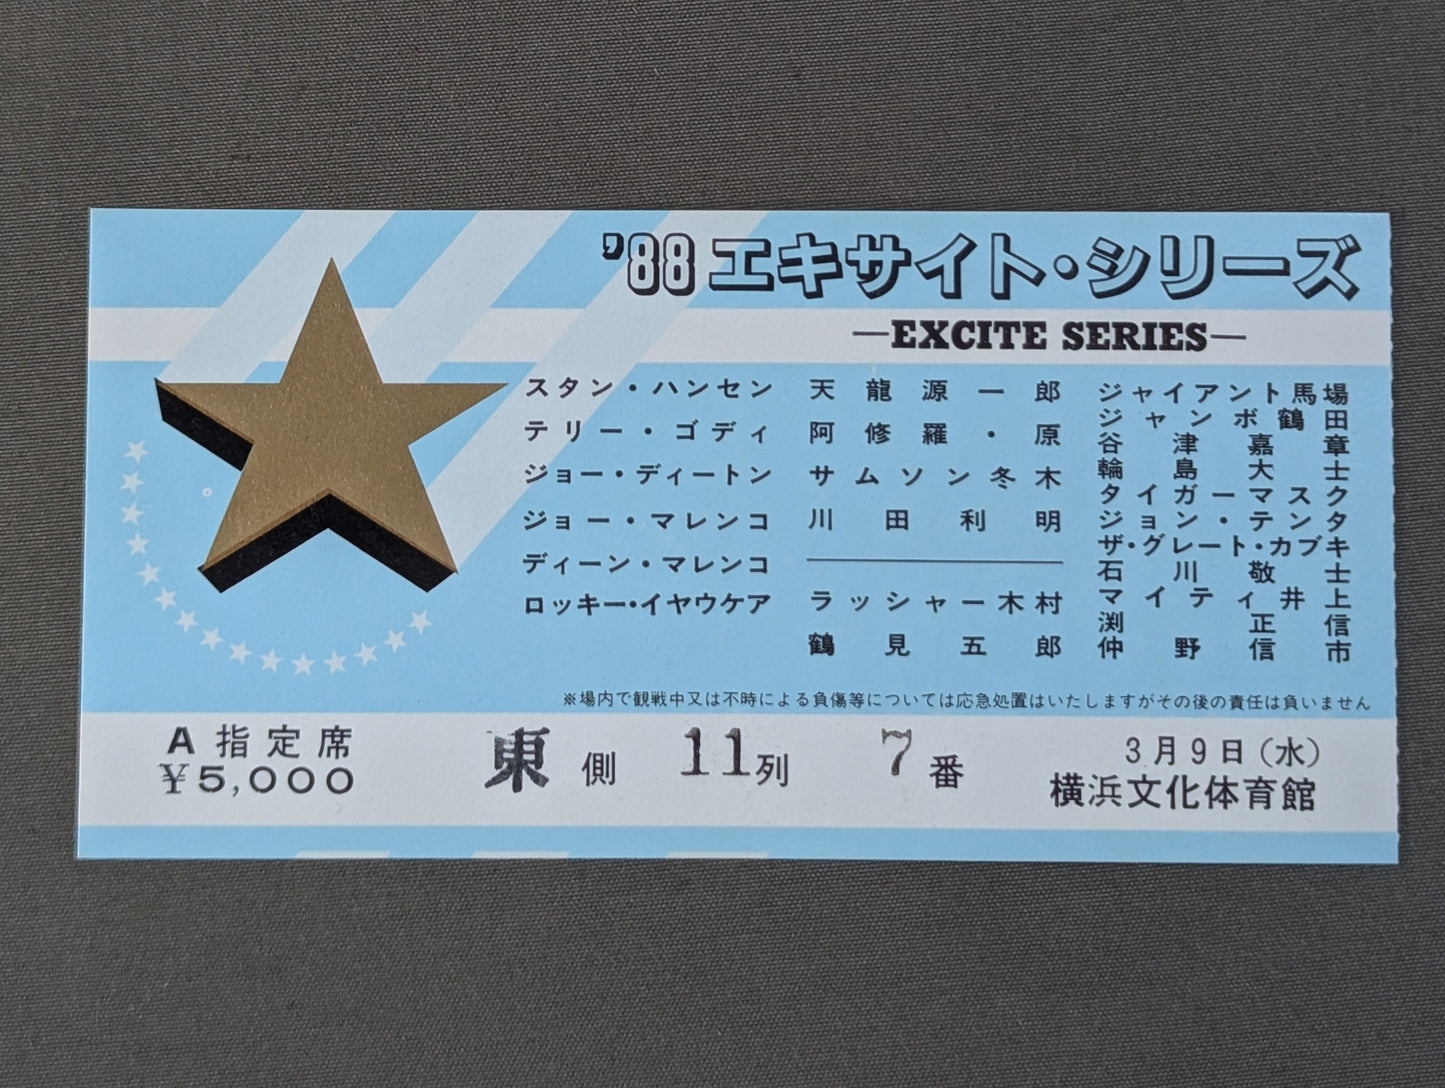 '88 エキサイト・シリーズ
—EXCITE SERIES—
ジャイアント馬場
ジャンボ鶴田
谷津嘉章
輪島大士
タイガーマスク
ジョン・テンタ
ザ・グレート・カブキ
石川敬士
マイティ井上
渕正信
仲野信市
天龍源一郎
阿修羅・原
サムソン冬木
川田利明
ラッシャー木村
鶴見五郎
スタン・ハンセン
テリー・ゴディ
ジョー・ディートン
ジョー・マレンコ
ディーン・マレンコ
ロッキー・イヤウケア
※場内で観戦中又は不時による負傷等については応急処置はいたしますがその後の責任は負いません
A指定席
¥5,000
東側 11列 7番
3月9日(水)
横浜文化体育館